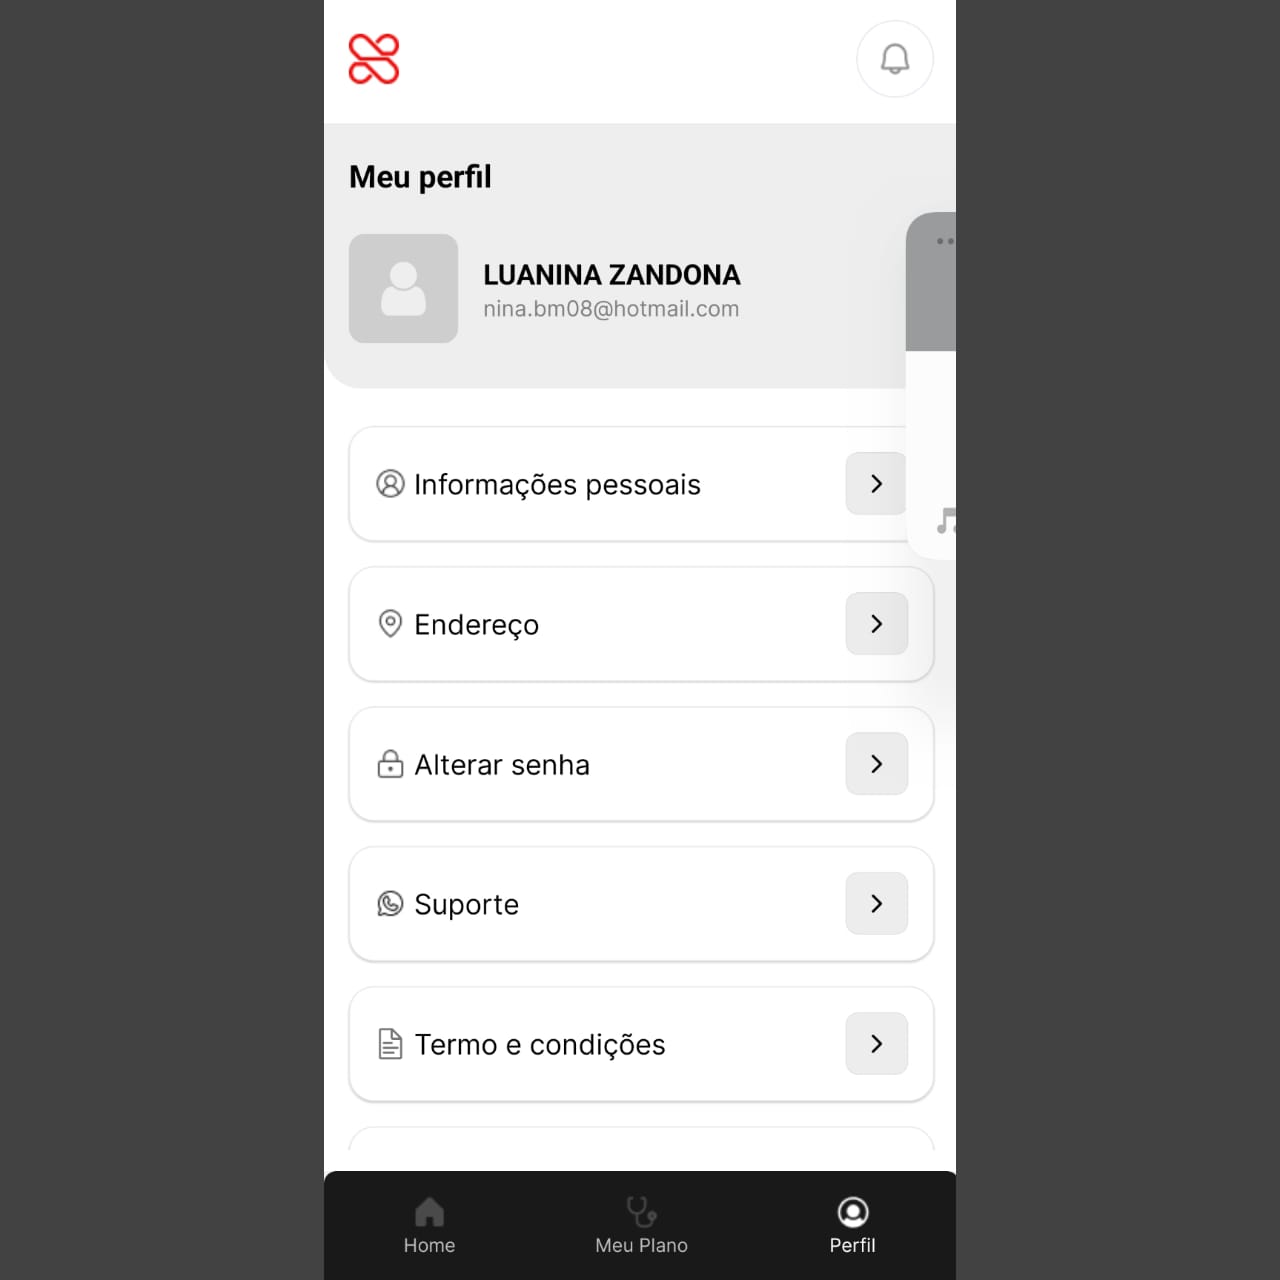 Meu perfil
LUANINA ZANDONA
nina.bm08@hotmail.com
Informações pessoais
Endereço
Alterar senha
Suporte
Termo e condições
Home
Meu Plano
Perfil